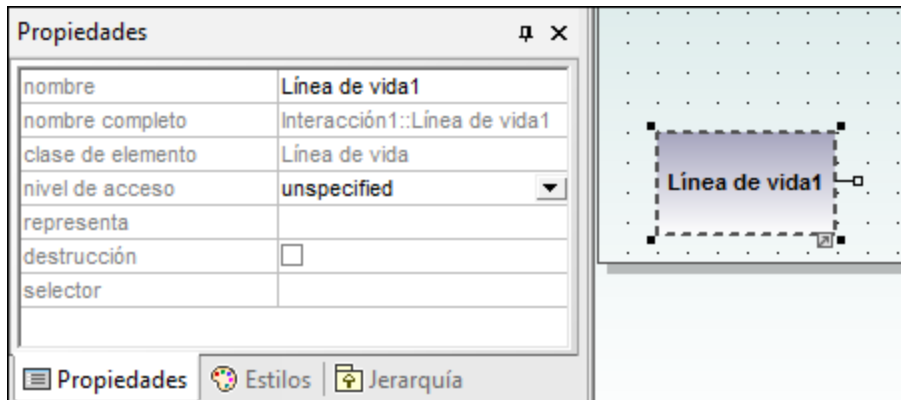 Propiedades
nombre Línea de vida1
nombre completo Interacción1::Línea de vida1
clase de elemento Línea de vida
nivel de acceso unspecified
representa
destrucción
selector
Propiedades Estilos Jerarquía
Línea de vida1